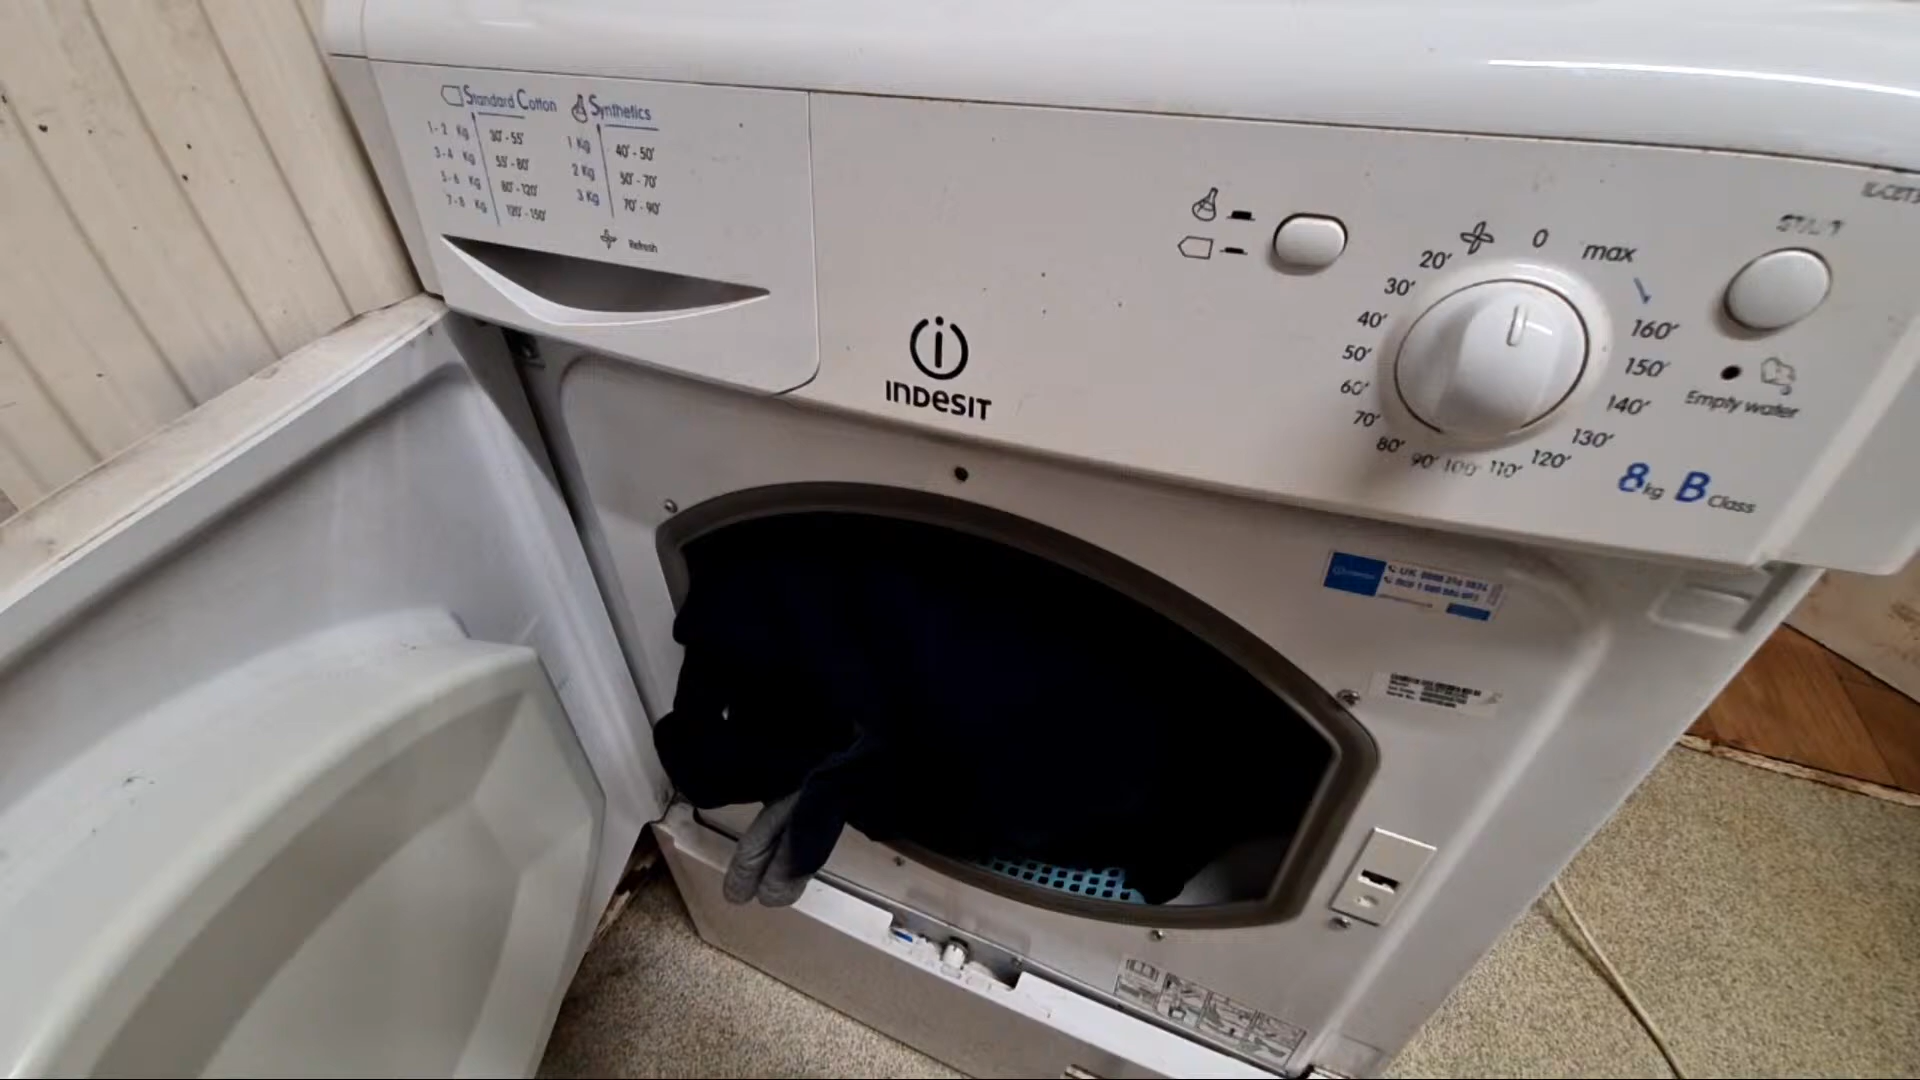 Standard Cotton
1-2 Kg 30'-55'
3-4 Kg 55'-80'
5-6 Kg 80'-120'
7-8 Kg 120'-150'
Synthetics
1 Kg 40'-50'
2 Kg 50'-70'
3 Kg 70'-90'
Refresh
INDESIT
0
max
160'
150'
140'
130'
120'
110'
100'
90'
80'
70'
60'
50'
40'
30'
20'
Empty water
8kg B Class
UK